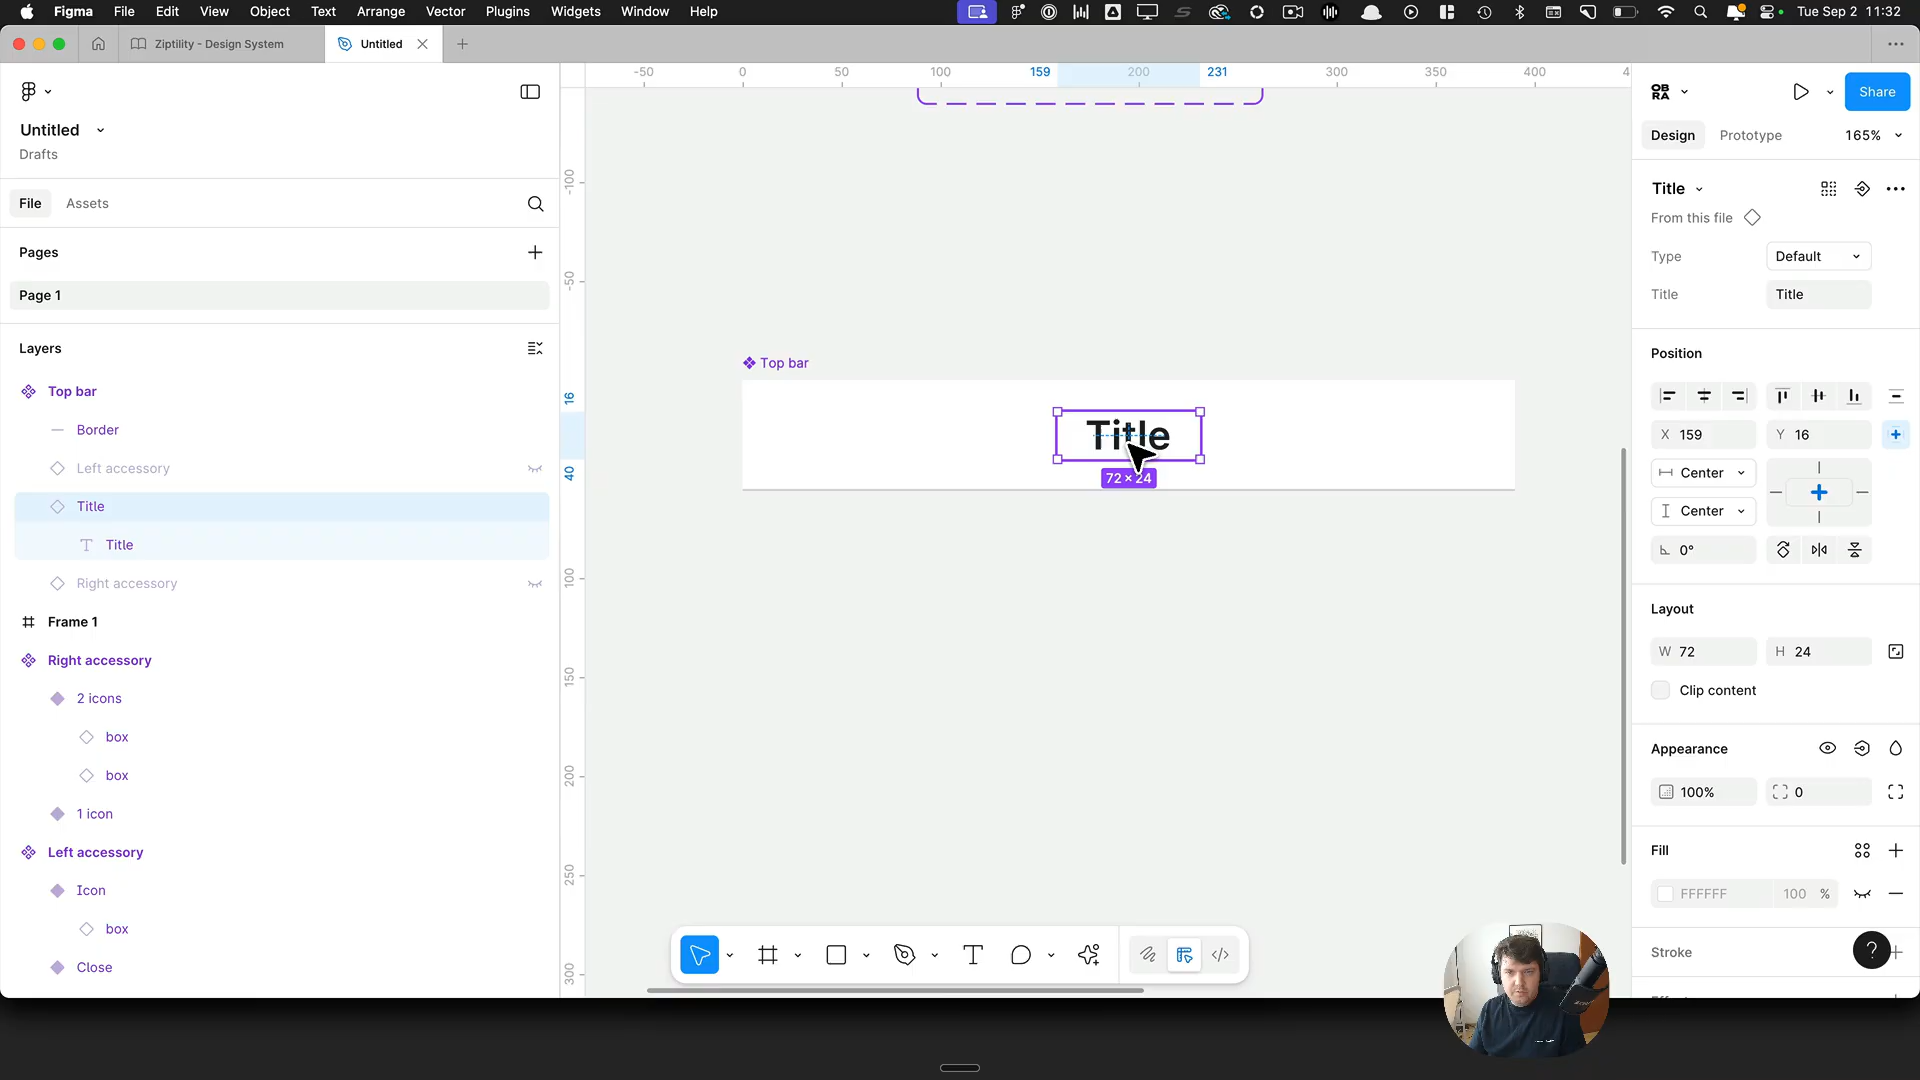 Figma File Edit View Object Text Arrange Vector Plugins Widgets Window Help Tue Sep 2 11:32
Ziptility - Design System Untitled
-50 0 50 100 159 200 231 300 350 400 4
OBRA Share
Untitled
Drafts
Design Prototype 165%
File Assets
Title
From this file
Pages
Type Default
Page 1
Title Title
Layers
Position
Top bar
Border
Left accessory
Title
Title
Right accessory
Frame 1
Right accessory
2 icons
box
box
1 icon
Left accessory
Icon
box
Close
-100
-50
16
40
100
150
200
250
300
Top bar
Title
72 × 24
X 159 Y 16
Center
Center
0°
Layout
W 72 H 24
Clip content
Appearance
100% 0
Fill
FFFFFF 100 %
Stroke
?